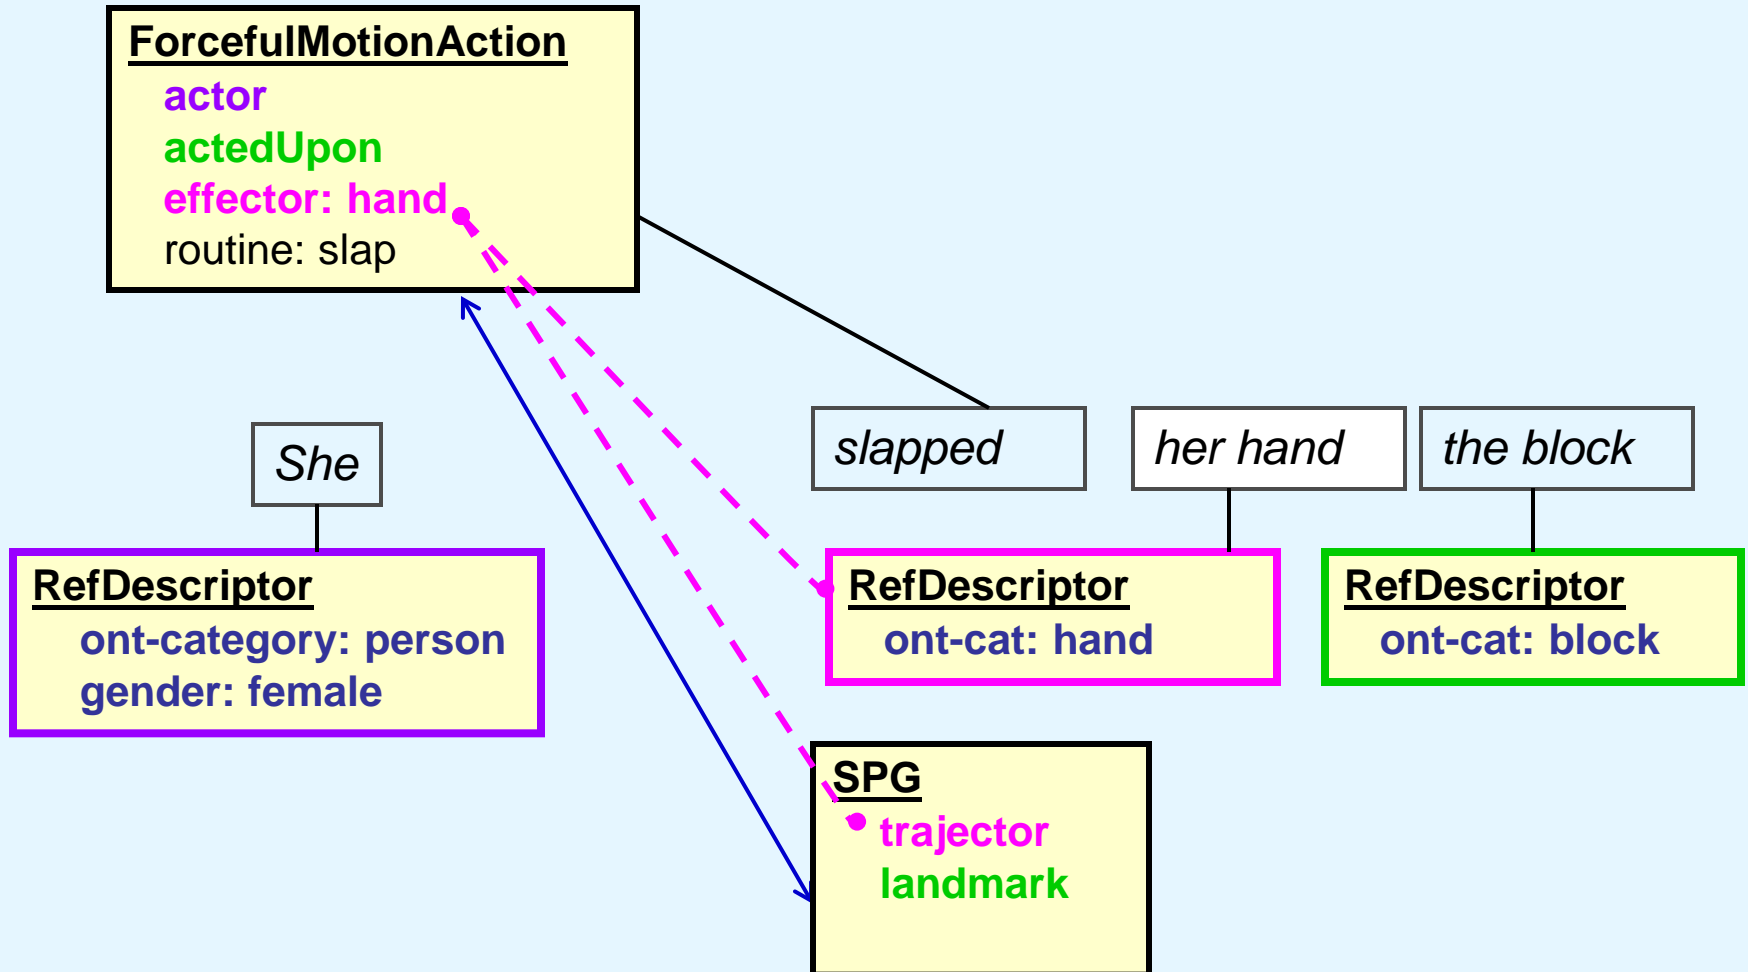 ForcefulMotionAction
actor
actedUpon
effector: hand
routine: slap
She
slapped
her hand
the block
RefDescriptor
ont-category: person
gender: female
RefDescriptor
ont-cat: hand
RefDescriptor
ont-cat: block
SPG
trajector
landmark